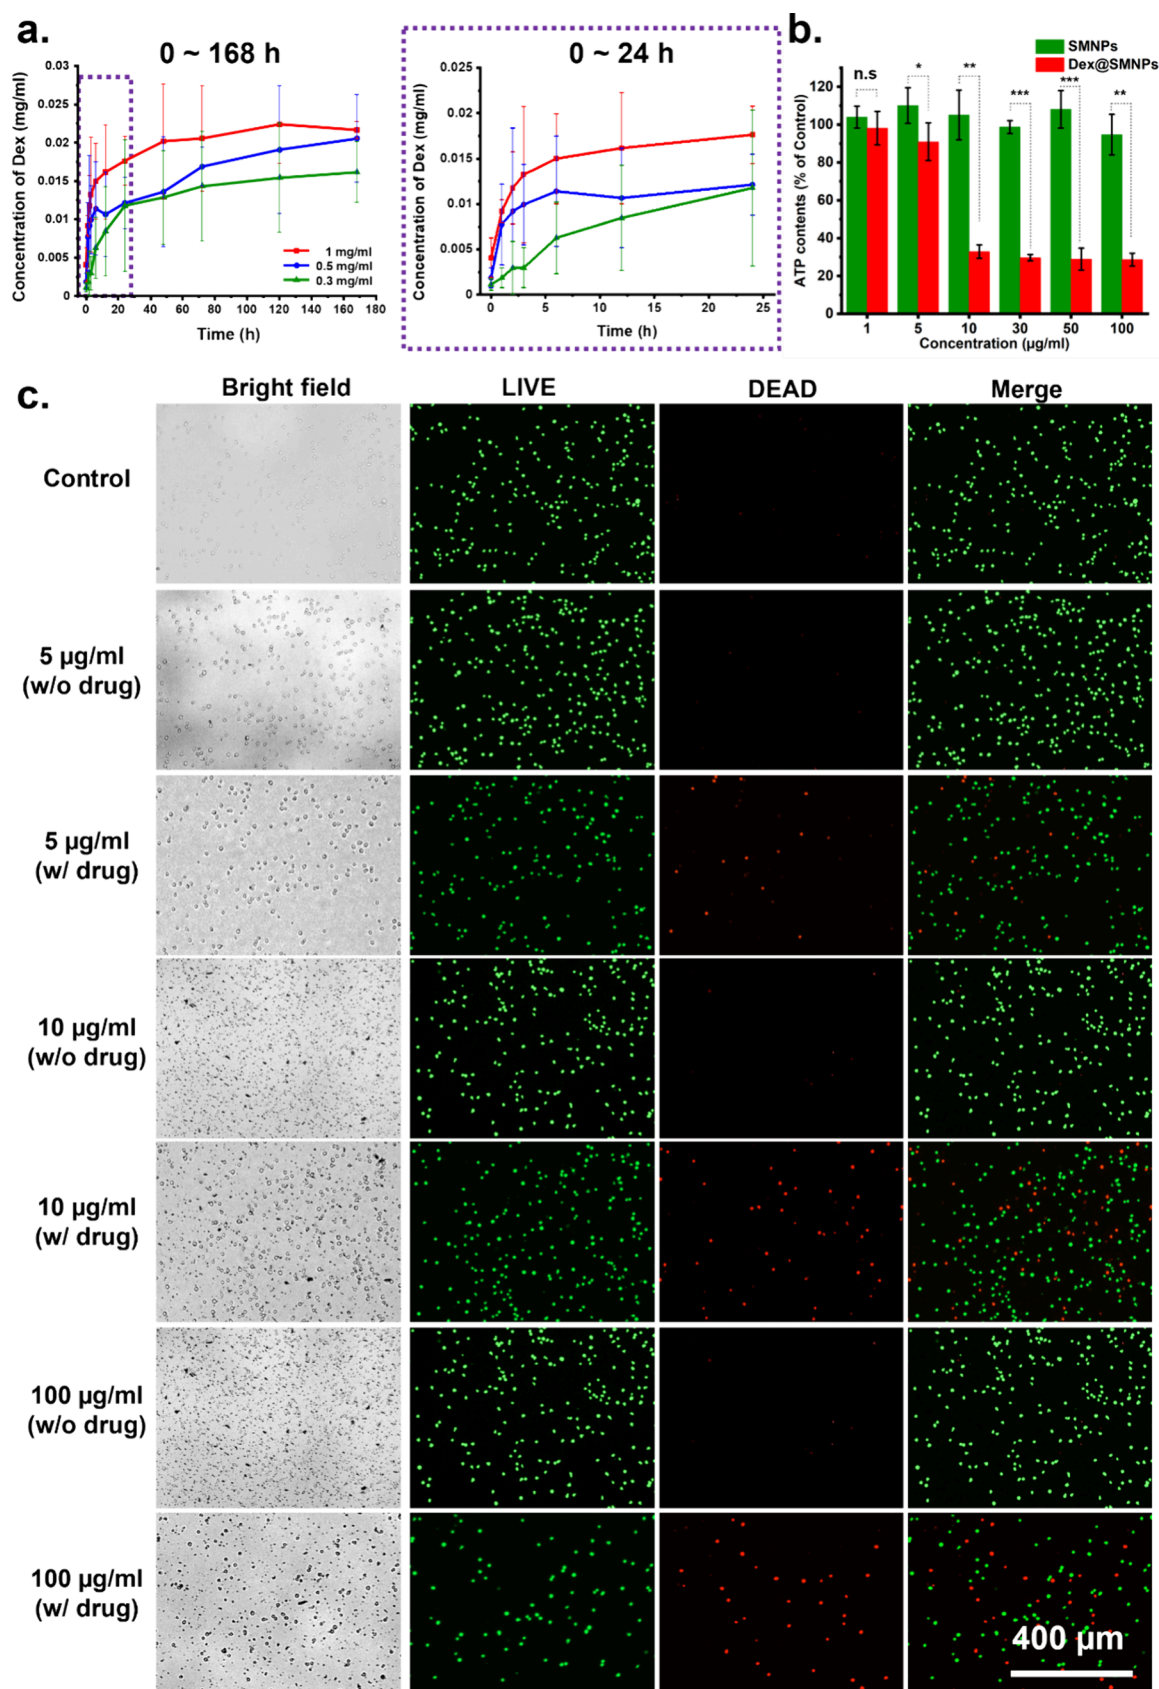 a.
0 ~ 168 h
Concentration of Dex (mg/ml)
0.03
0.025
0.02
0.015
0.01
0.005
0
1 mg/ml
0.5 mg/ml
0.3 mg/ml
0 20 40 60 80 100 120 140 160 180
Time (h)
0 ~ 24 h
Concentration of Dex (mg/ml)
0.025
0.02
0.015
0.01
0.005
0
0 5 10 15 20 25
Time (h)
b.
SMNPs
Dex@SMNPs
ATP contents (% of Control)
120
100
80
60
40
20
0
n.s * ** *** *** **
1 5 10 30 50 100
Concentration (µg/ml)
c.
Bright field LIVE DEAD Merge
Control
5 µg/ml
(w/o drug)
5 µg/ml
(w/ drug)
10 µg/ml
(w/o drug)
10 µg/ml
(w/ drug)
100 µg/ml
(w/o drug)
100 µg/ml
(w/ drug)
400 µm